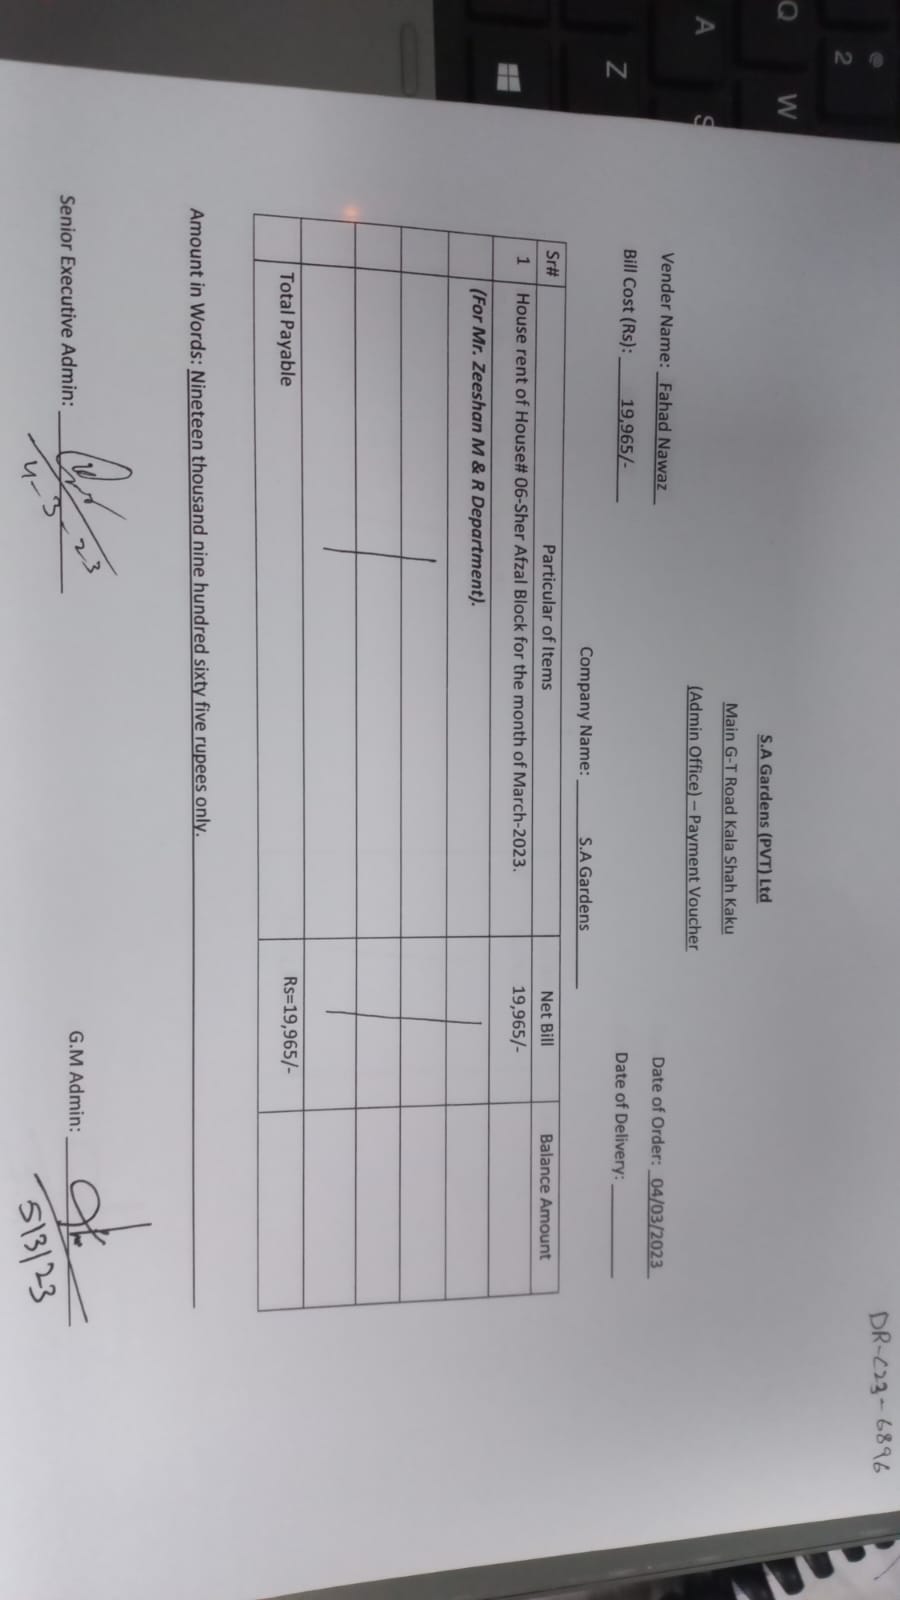 DR-C23-6896
S.A Gardens (PVT) Ltd
Main G-T Road Kala Shah Kaku
(Admin Office) – Payment Voucher
Vender Name: Fahad Nawaz Date of Order: 04/03/2023
Bill Cost (Rs): 19,965/- Date of Delivery:
Company Name: S.A Gardens
Sr# Particular of Items Net Bill Balance Amount
1 House rent of House# 06-Sher Afzal Block for the month of March-2023. 19,965/-
(For Mr. Zeeshan M & R Department).
Total Payable Rs=19,965/-
Amount in Words: Nineteen thousand nine hundred sixty five rupees only.
Senior Executive Admin: G.M Admin:
4-3-23 5/3/23
@ 2
Q W
A S
Z